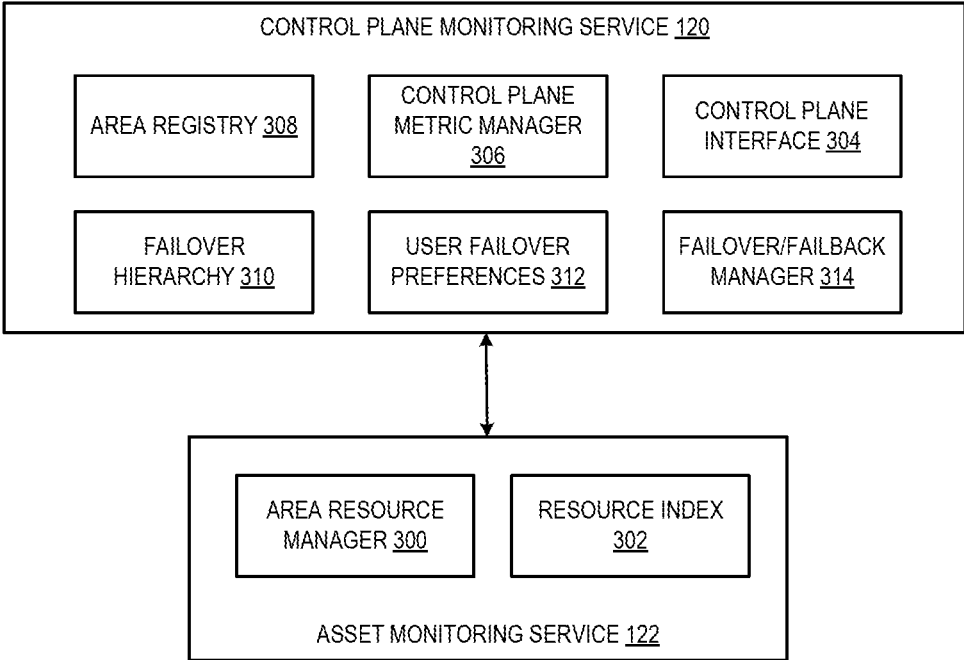 CONTROL PLANE MONITORING SERVICE 120
AREA REGISTRY 308
CONTROL PLANE
METRIC MANAGER
306
CONTROL PLANE
INTERFACE 304
FAILOVER
HIERARCHY 310
USER FAILOVER
PREFERENCES 312
FAILOVER/FAILBACK
MANAGER 314
AREA RESOURCE
MANAGER 300
RESOURCE INDEX
302
ASSET MONITORING SERVICE 122